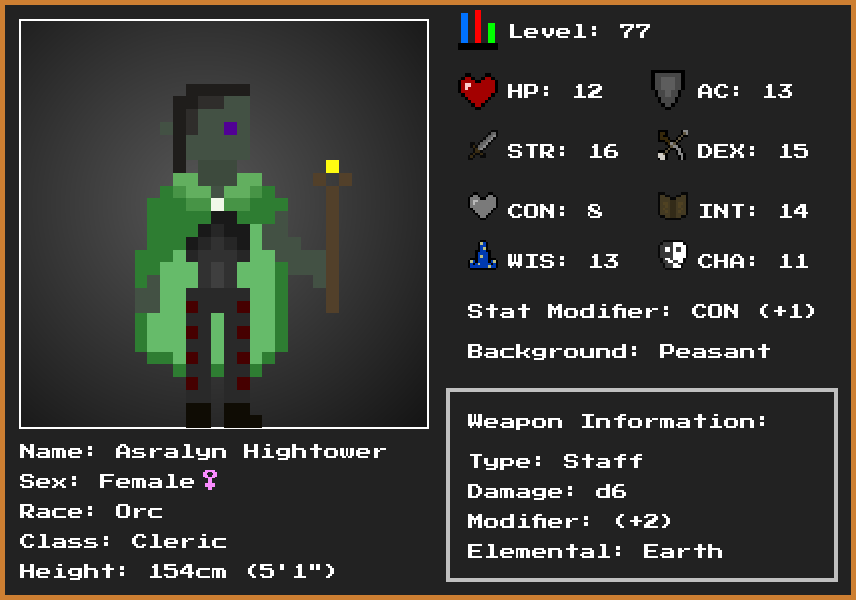 Level: 77
HP: 12 AC: 13
STR: 16 DEX: 15
CON: 8 INT: 14
WIS: 13 CHA: 11
Stat Modifier: CON (+1)
Background: Peasant
Weapon Information:
Type: Staff
Damage: d6
Modifier: (+2)
Elemental: Earth
Name: Asralyn Hightower
Sex: Female♀
Race: Orc
Class: Cleric
Height: 154cm (5'1")